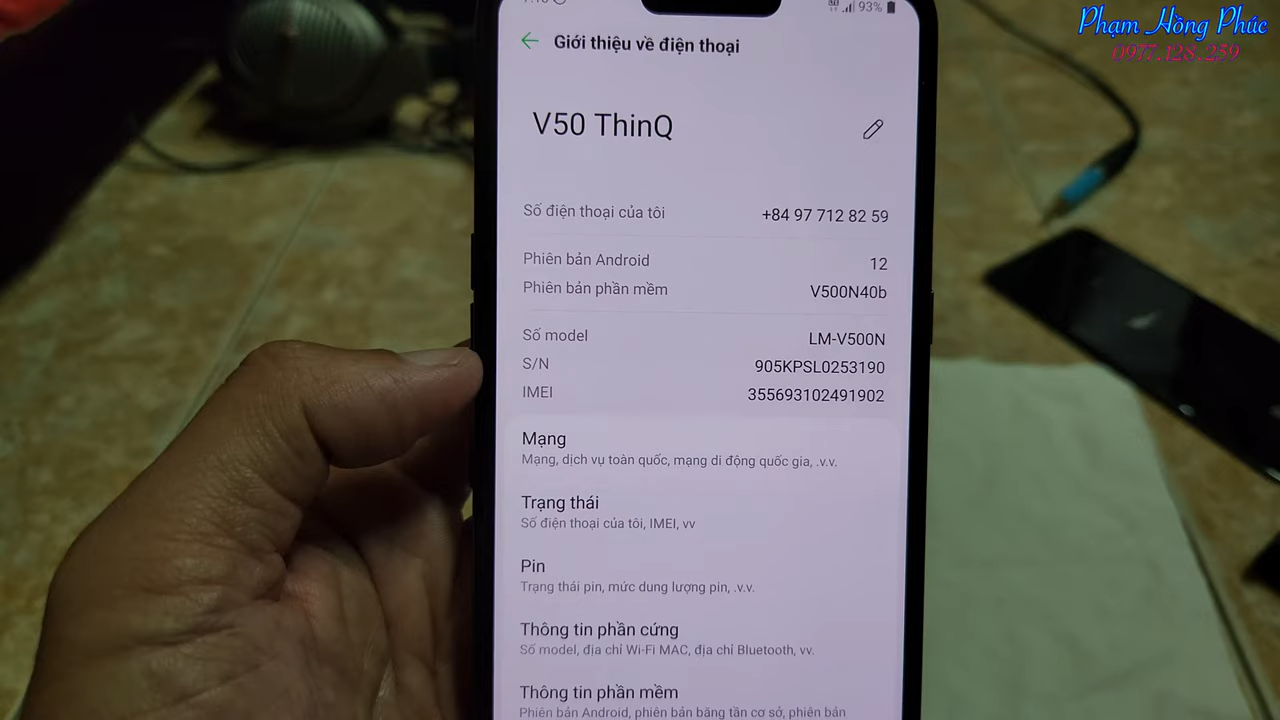 Phạm Hồng Phúc
0977.128.259
93%
Giới thiệu về điện thoại
V50 ThinQ
Số điện thoại của tôi
+84 97 712 82 59
Phiên bản Android
12
Phiên bản phần mềm
V500N40b
Số model
LM-V500N
S/N
905KPSL0253190
IMEI
355693102491902
Mạng
Mạng, dịch vụ toàn quốc, mạng di động quốc gia, .v.v.
Trạng thái
Số điện thoại của tôi, IMEI, vv
Pin
Trạng thái pin, mức dung lượng pin, .v.v.
Thông tin phần cứng
Số model, địa chỉ Wi-Fi MAC, địa chỉ Bluetooth, vv.
Thông tin phần mềm
Phiên bản Android, phiên bản băng tần cơ sở, phiên bản